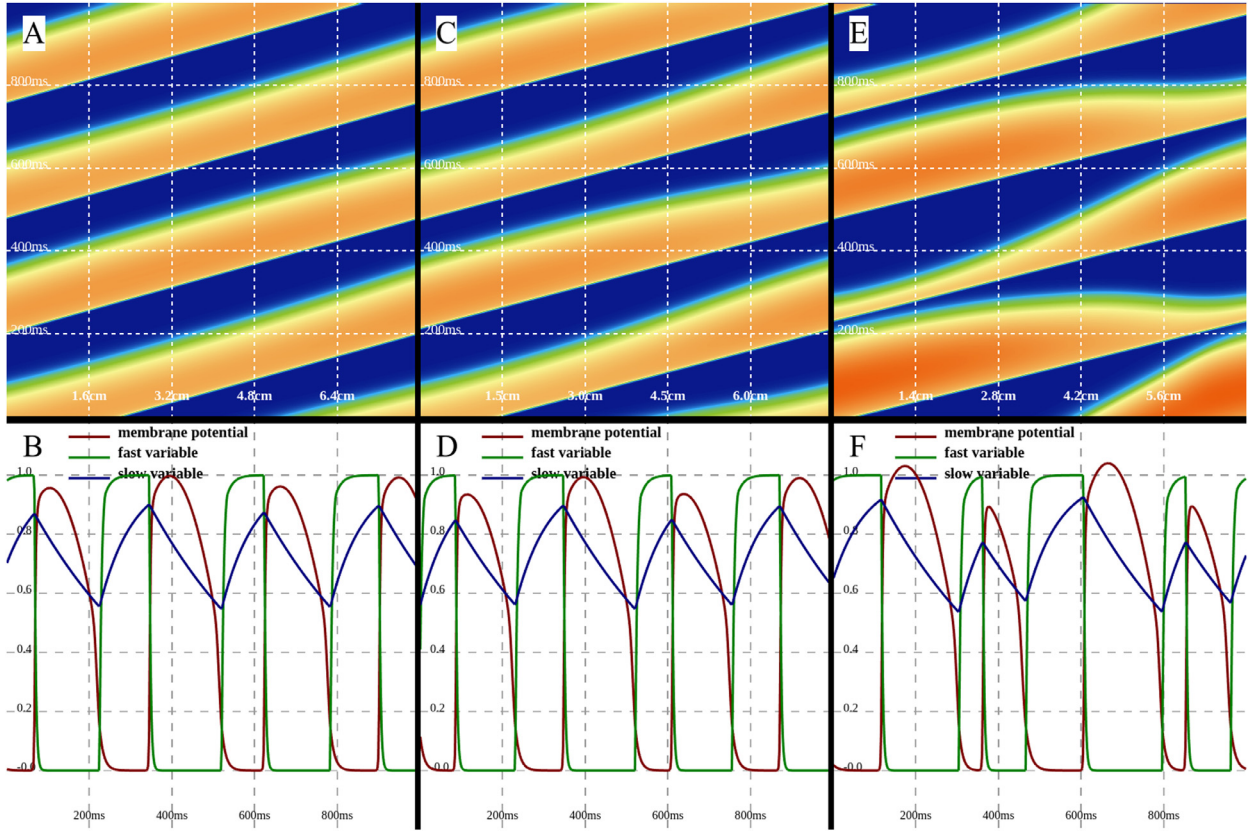 A
800ms
600ms
400ms
200ms
1.6cm 3.2cm 4.8cm 6.4cm
C
800ms
600ms
400ms
200ms
1.5cm 3.0cm 4.5cm 6.0cm
E
800ms
600ms
400ms
200ms
1.4cm 2.8cm 4.2cm 5.6cm
B
membrane potential
fast variable
slow variable
1.0
0.8
0.6
0.4
0.2
-0.0
200ms 400ms 600ms 800ms
D
membrane potential
fast variable
slow variable
1.0
0.8
0.6
0.4
0.2
-0.0
200ms 400ms 600ms 800ms
F
membrane potential
fast variable
slow variable
1.0
0.8
0.6
0.4
0.2
-0.0
200ms 400ms 600ms 800ms